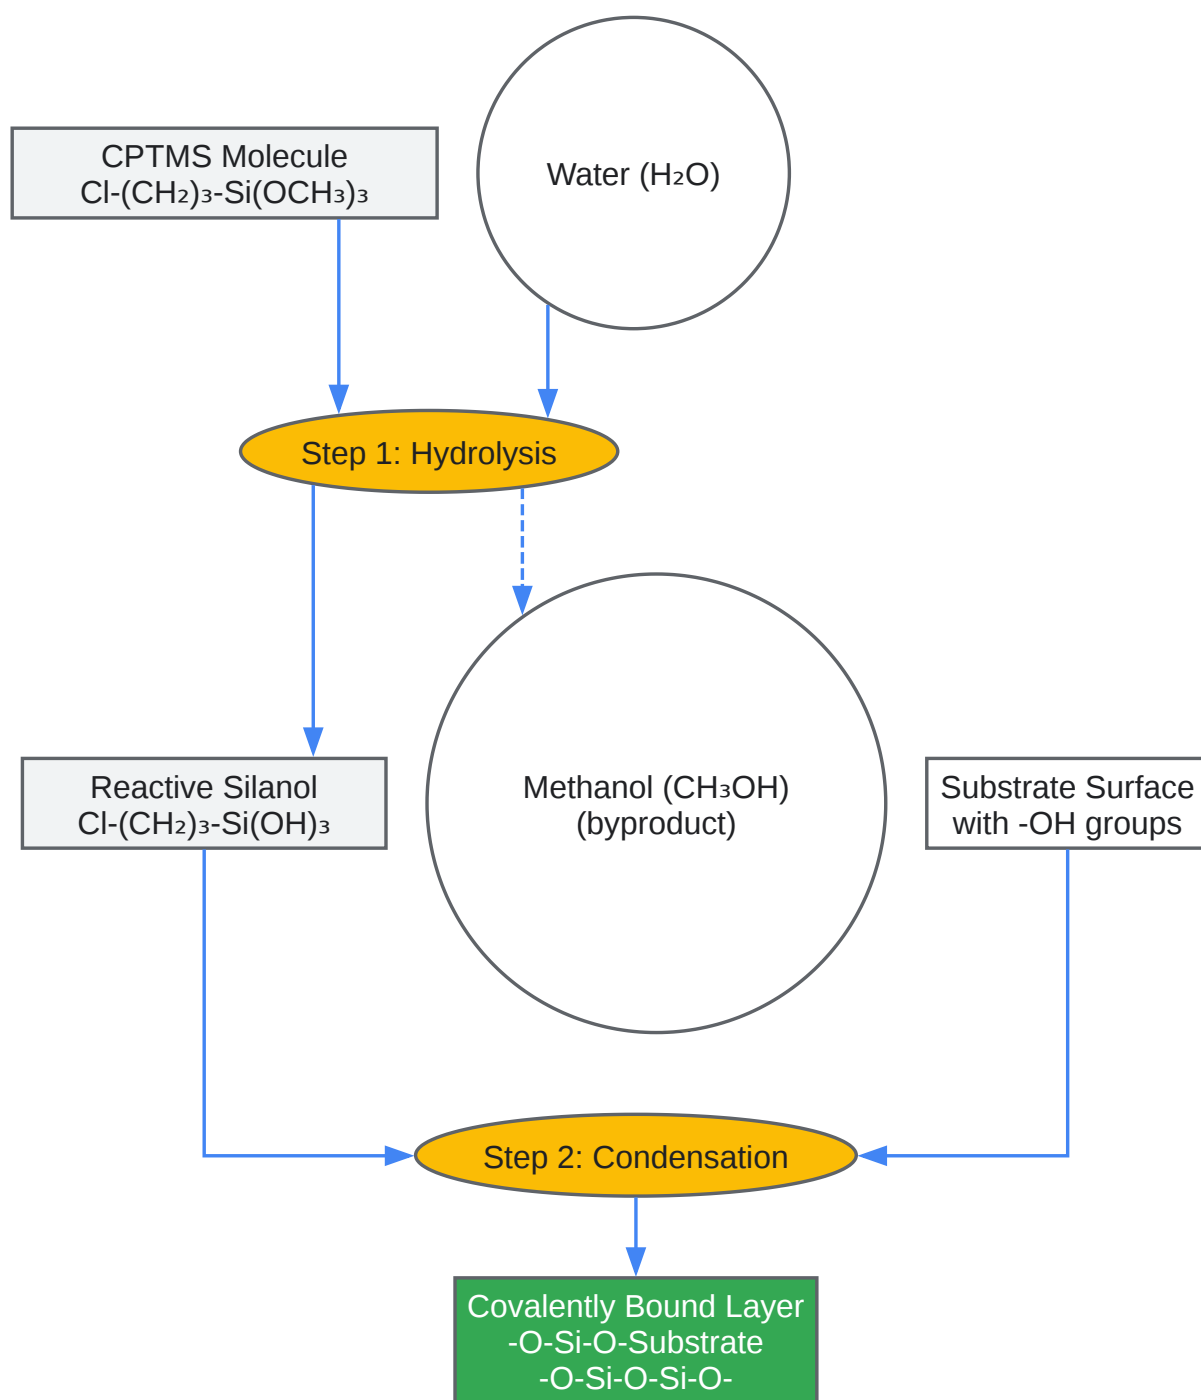 CPTMS Molecule
Cl-(CH₂)₃-Si(OCH₃)₃
Water (H₂O)
Step 1: Hydrolysis
Reactive Silanol
Cl-(CH₂)₃-Si(OH)₃
Methanol (CH₃OH)
(byproduct)
Substrate Surface
with -OH groups
Step 2: Condensation
Covalently Bound Layer
-O-Si-O-Substrate
-O-Si-O-Si-O-